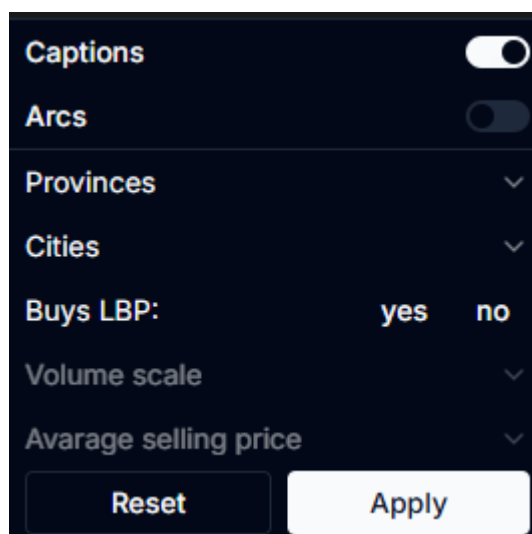 Captions
Arcs
Provinces
Cities
Buys LBP: yes no
Volume scale
Avarage selling price
Reset Apply